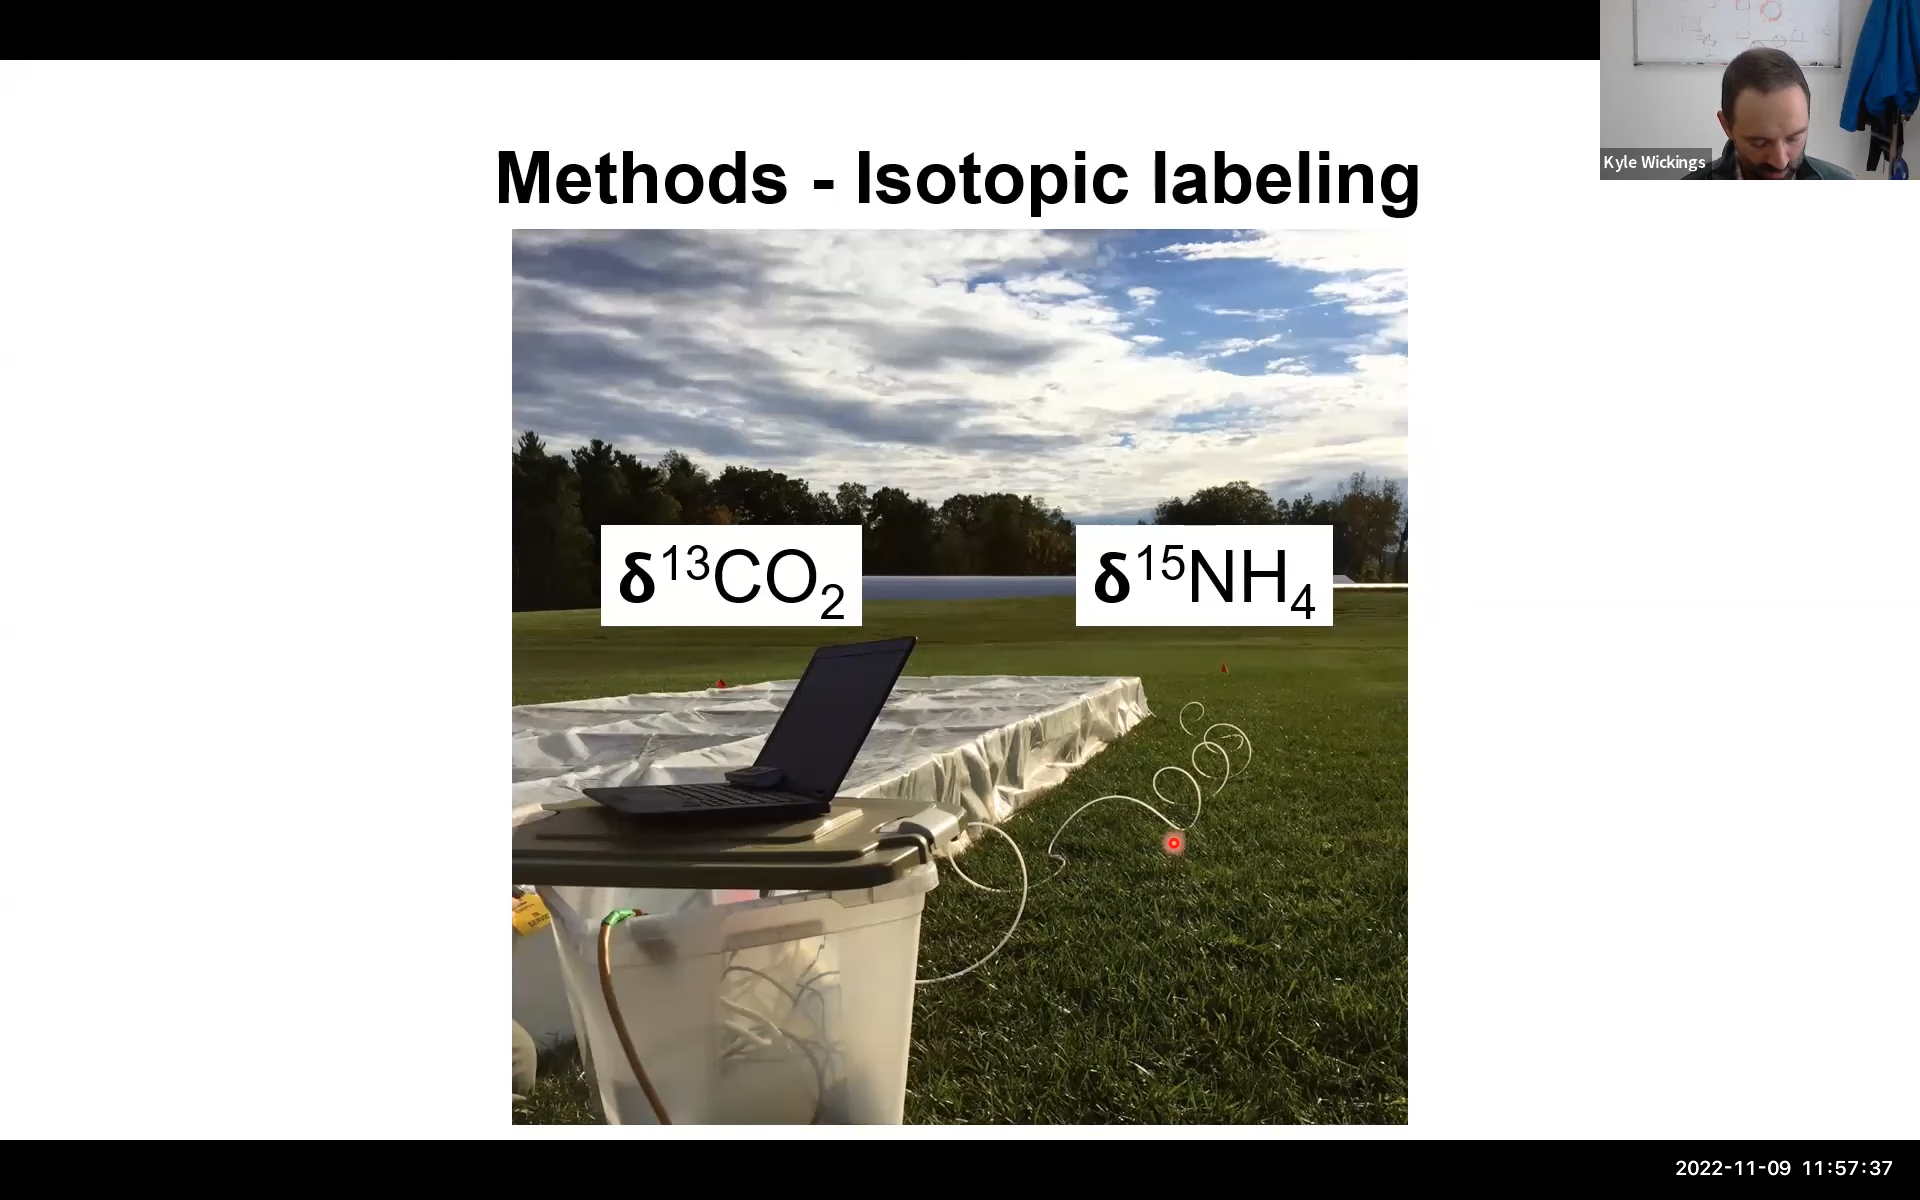 Methods - Isotopic labeling
Kyle Wickings
δ¹³CO₂
δ¹⁵NH₄
2022-11-09 11:57:37